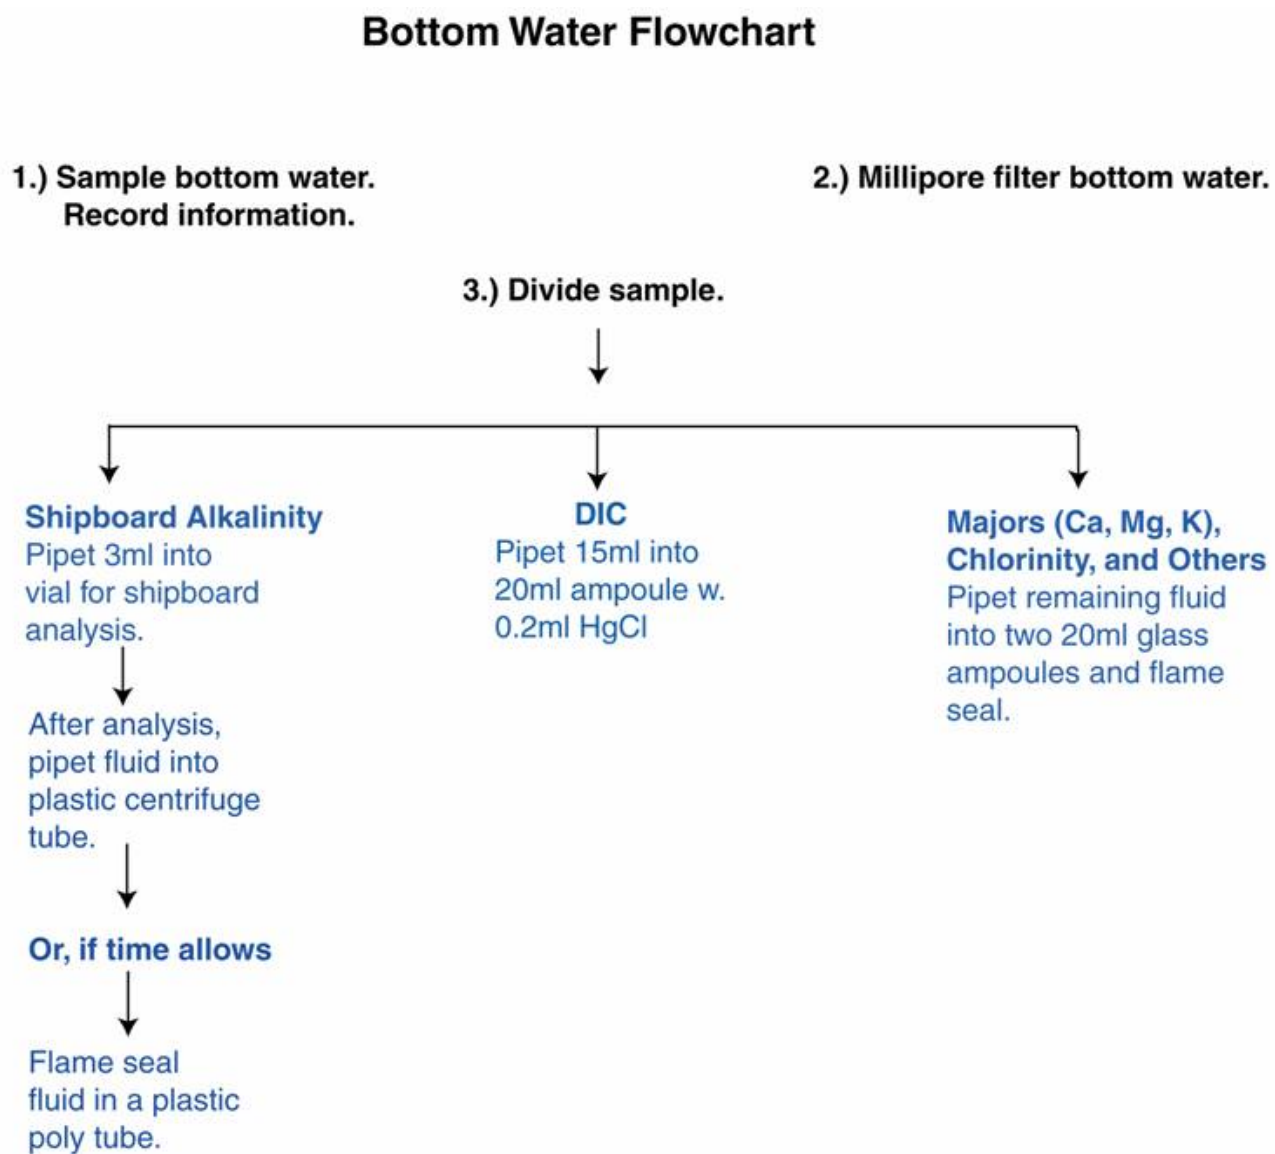 Bottom Water Flowchart
1.) Sample bottom water.
Record information.
2.) Millipore filter bottom water.
3.) Divide sample.
Shipboard Alkalinity
Pipet 3ml into
vial for shipboard
analysis.
After analysis,
pipet fluid into
plastic centrifuge
tube.
Or, if time allows
Flame seal
fluid in a plastic
poly tube.
DIC
Pipet 15ml into
20ml ampoule w.
0.2ml HgCl
Majors (Ca, Mg, K),
Chlorinity, and Others
Pipet remaining fluid
into two 20ml glass
ampoules and flame
seal.